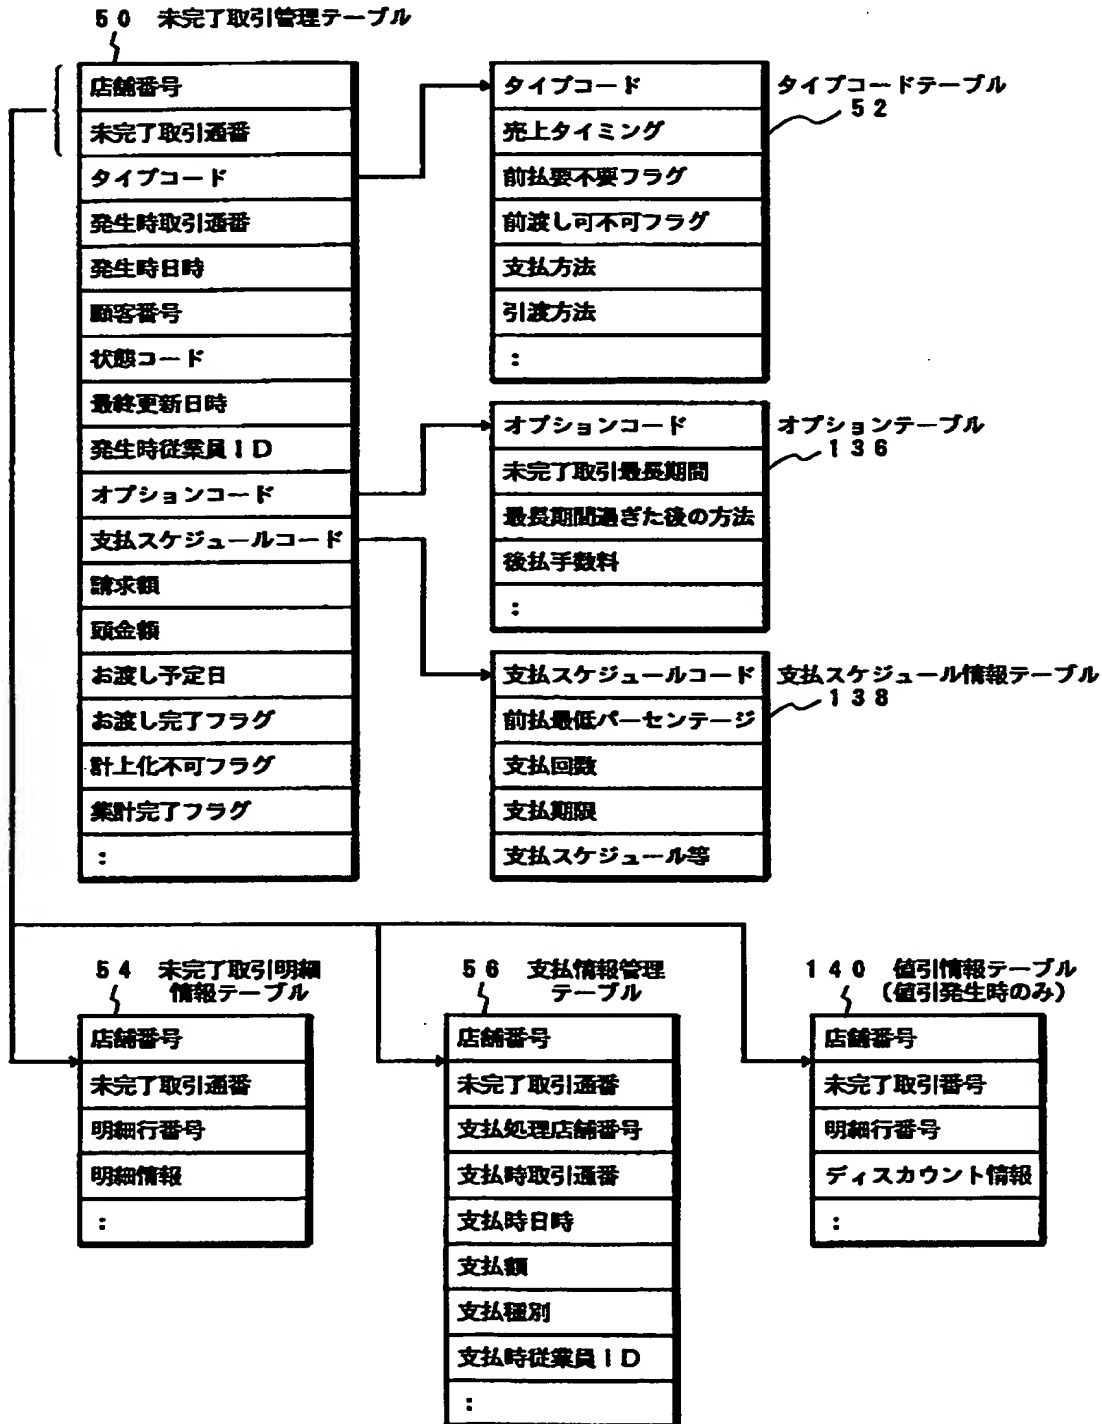 50 未完了取引管理テーブル
店舗番号
未完了取引通番
タイプコード
発生時取引通番
発生時日時
顧客番号
状態コード
最終更新日時
発生時従業員ID
オプションコード
支払スケジュールコード
請求額
頭金額
お渡し予定日
お渡し完了フラグ
計上化不可フラグ
集計完了フラグ
:
タイプコードテーブル
52
タイプコード
売上タイミング
前払要不要フラグ
前渡し可不可フラグ
支払方法
引渡方法
:
オプションテーブル
136
オプションコード
未完了取引最長期間
最長期間過ぎた後の方法
後払手数料
:
支払スケジュール情報テーブル
138
支払スケジュールコード
前払最低パーセンテージ
支払回数
支払期限
支払スケジュール等
54 未完了取引明細
情報テーブル
店舗番号
未完了取引通番
明細行番号
明細情報
:
56 支払情報管理
テーブル
店舗番号
未完了取引通番
支払処理店舗番号
支払時取引通番
支払時日時
支払額
支払種別
支払時従業員ID
:
140 値引情報テーブル
(値引発生時のみ)
店舗番号
未完了取引番号
明細行番号
ディスカウント情報
: